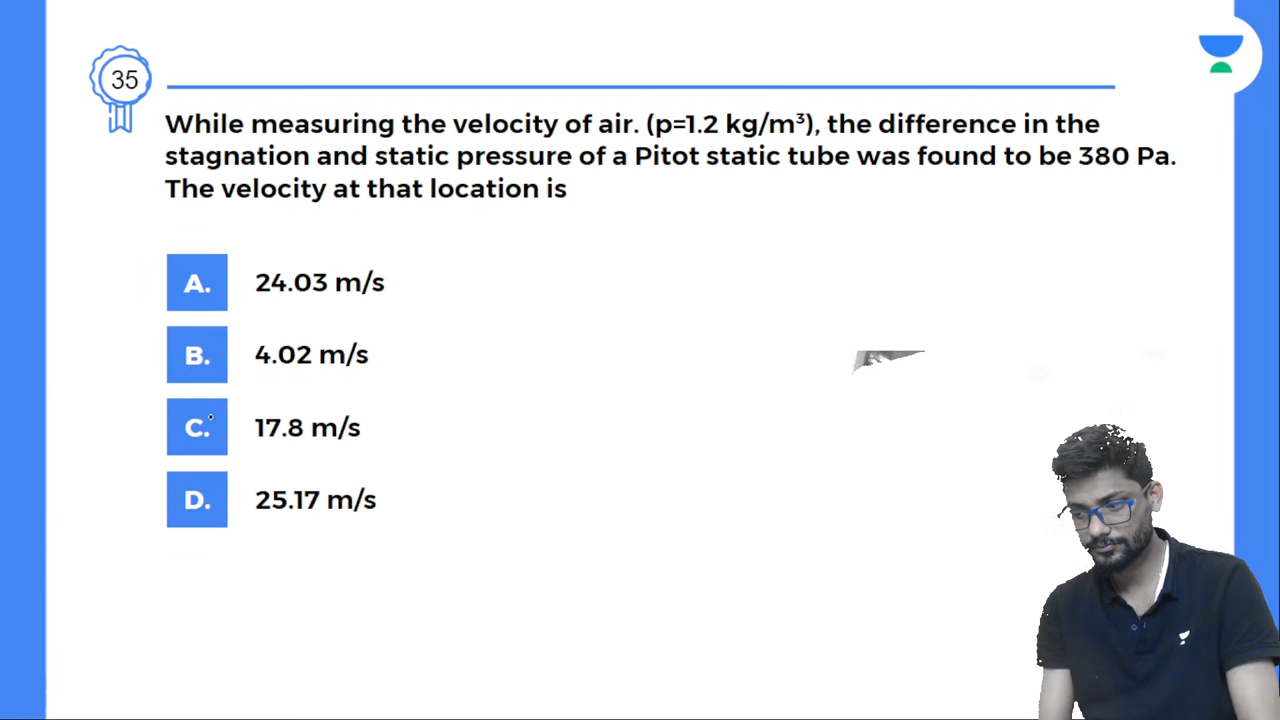 35
While measuring the velocity of air. (p=1.2 kg/m³), the difference in the
stagnation and static pressure of a Pitot static tube was found to be 380 Pa.
The velocity at that location is
A. 24.03 m/s
B. 4.02 m/s
C. 17.8 m/s
D. 25.17 m/s